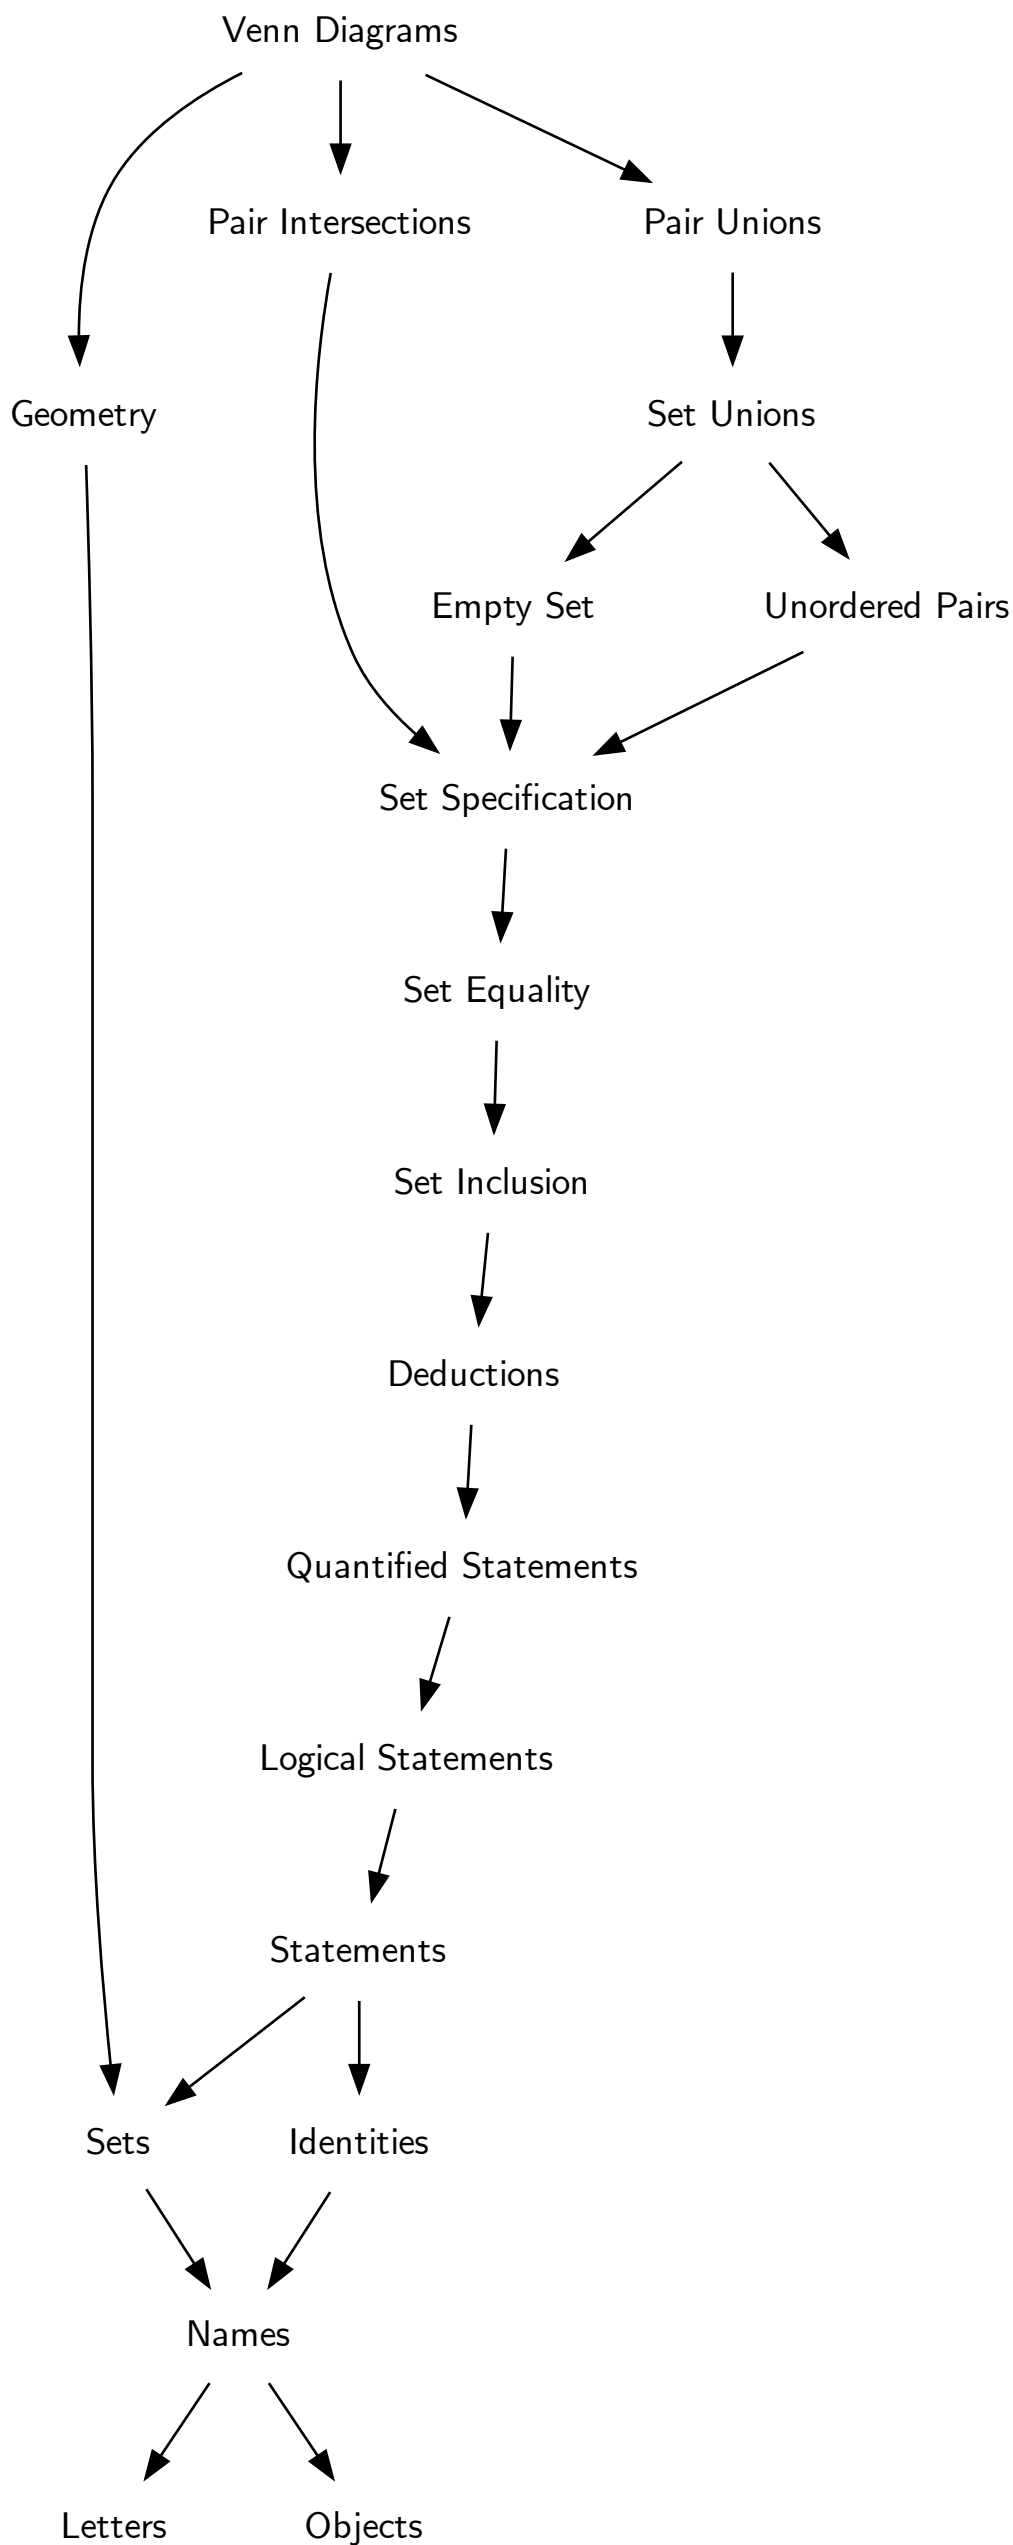 Venn Diagrams
Pair Intersections
Pair Unions
Geometry
Set Unions
Empty Set
Unordered Pairs
Set Specification
Set Equality
Set Inclusion
Deductions
Quantified Statements
Logical Statements
Statements
Sets
Identities
Names
Letters
Objects